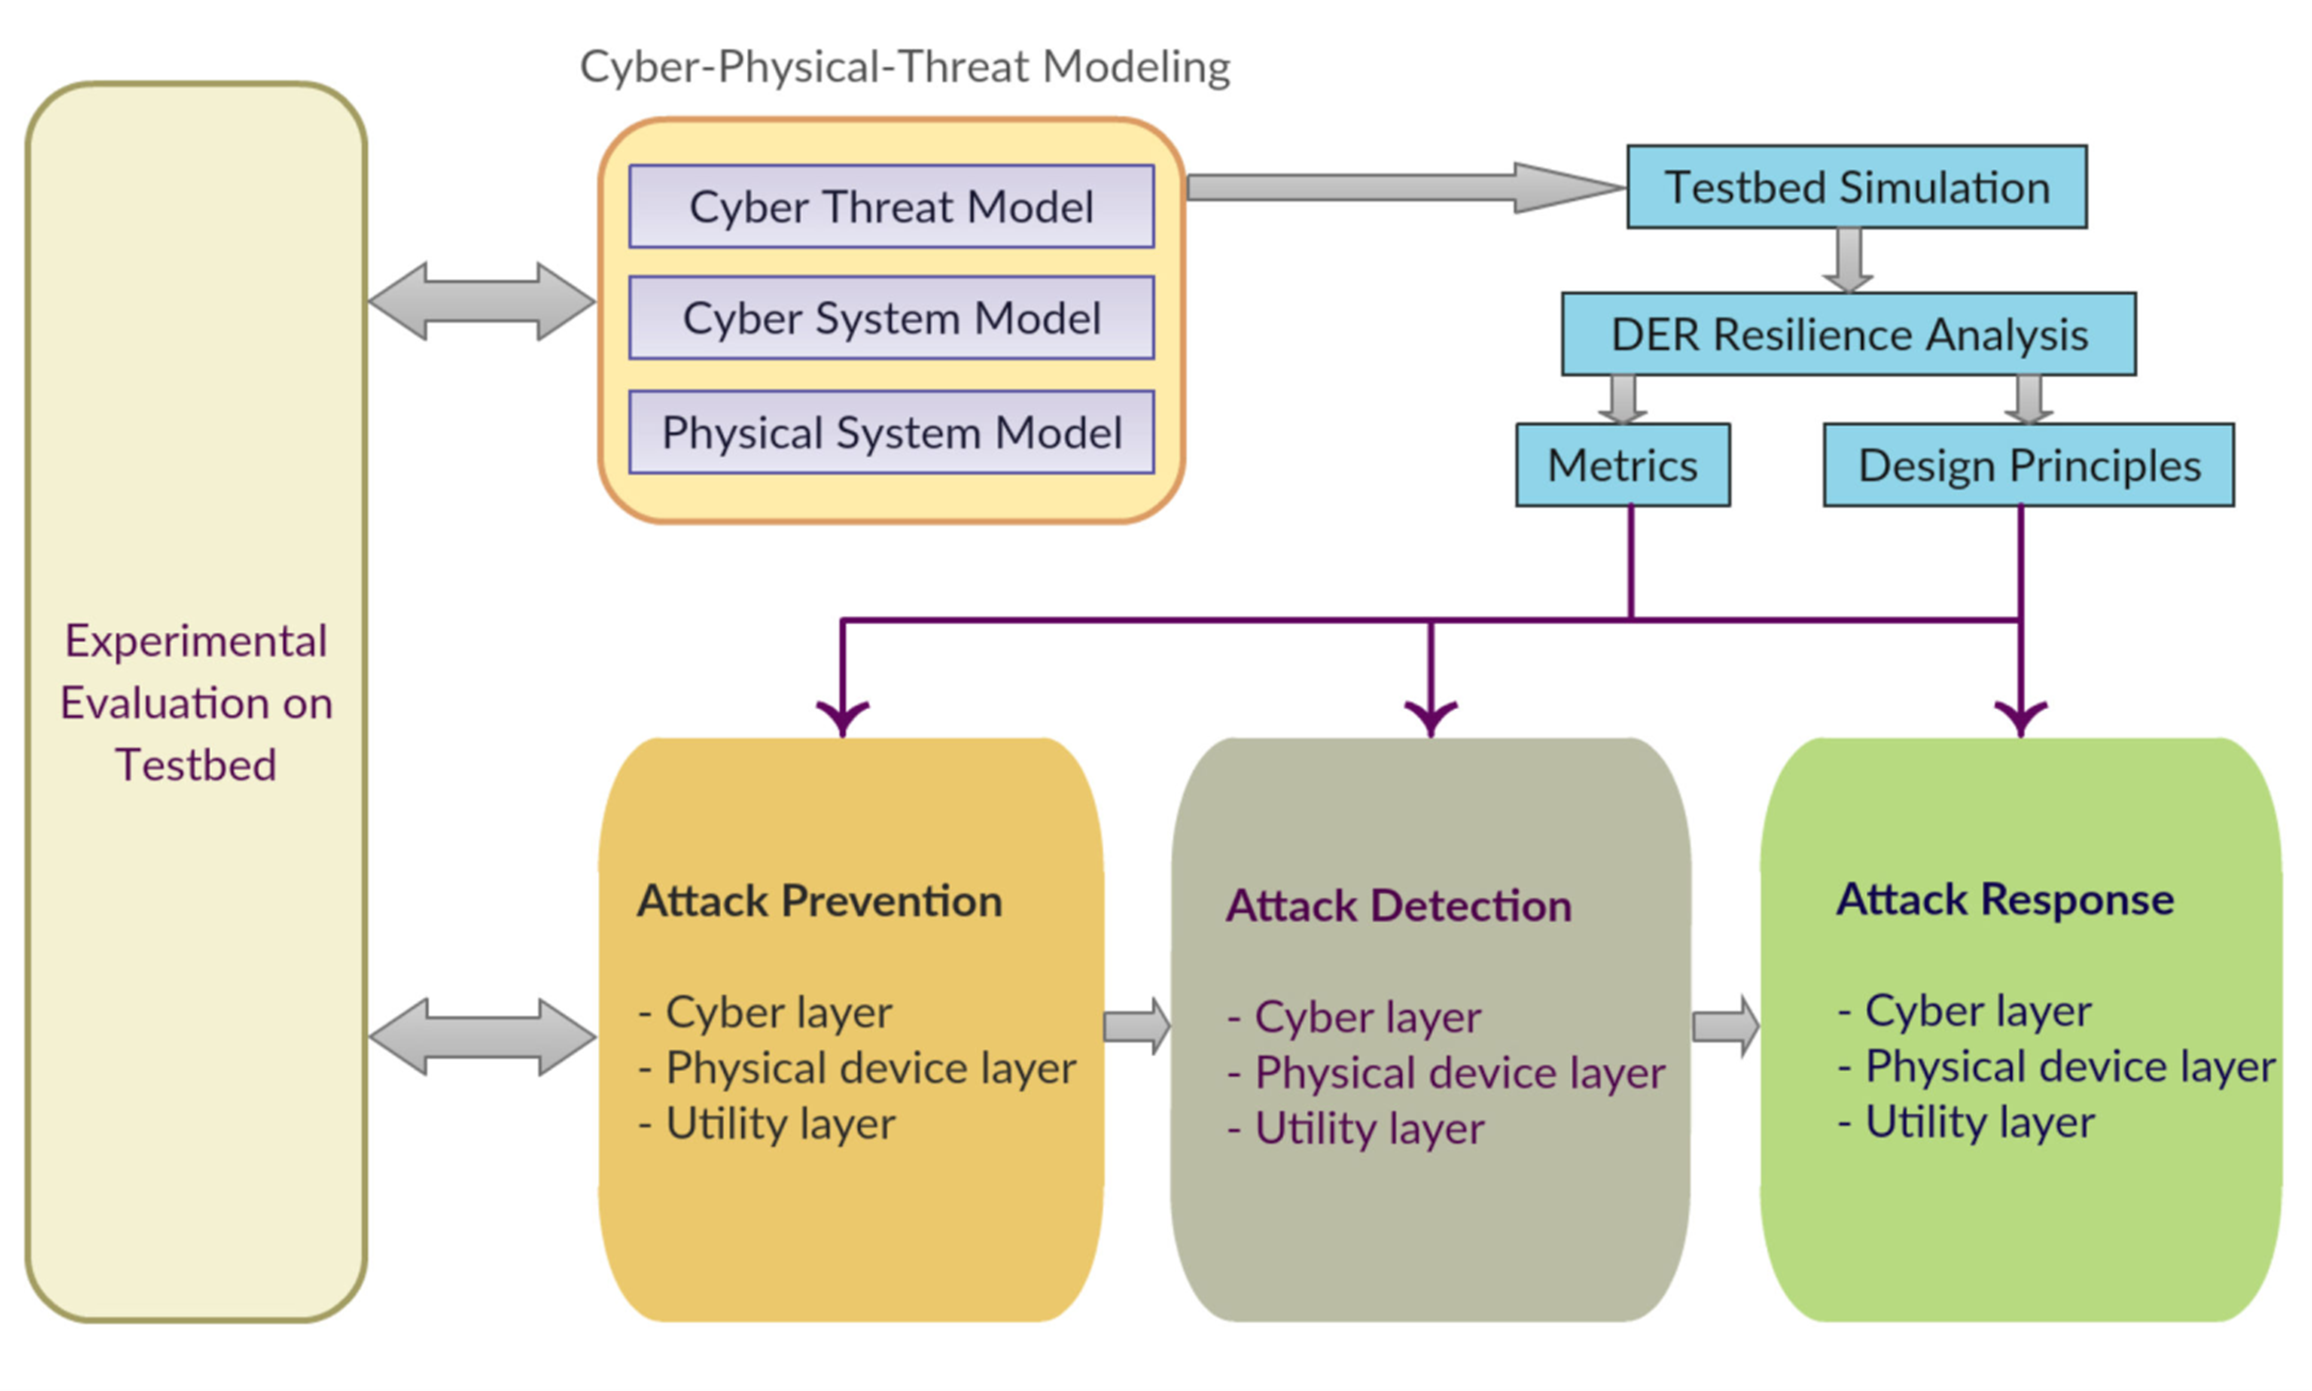 Cyber-Physical-Threat Modeling
Cyber Threat Model
Cyber System Model
Physical System Model
Testbed Simulation
DER Resilience Analysis
Metrics
Design Principles
Experimental
Evaluation on
Testbed
Attack Prevention
- Cyber layer
- Physical device layer
- Utility layer
Attack Detection
- Cyber layer
- Physical device layer
- Utility layer
Attack Response
- Cyber layer
- Physical device layer
- Utility layer